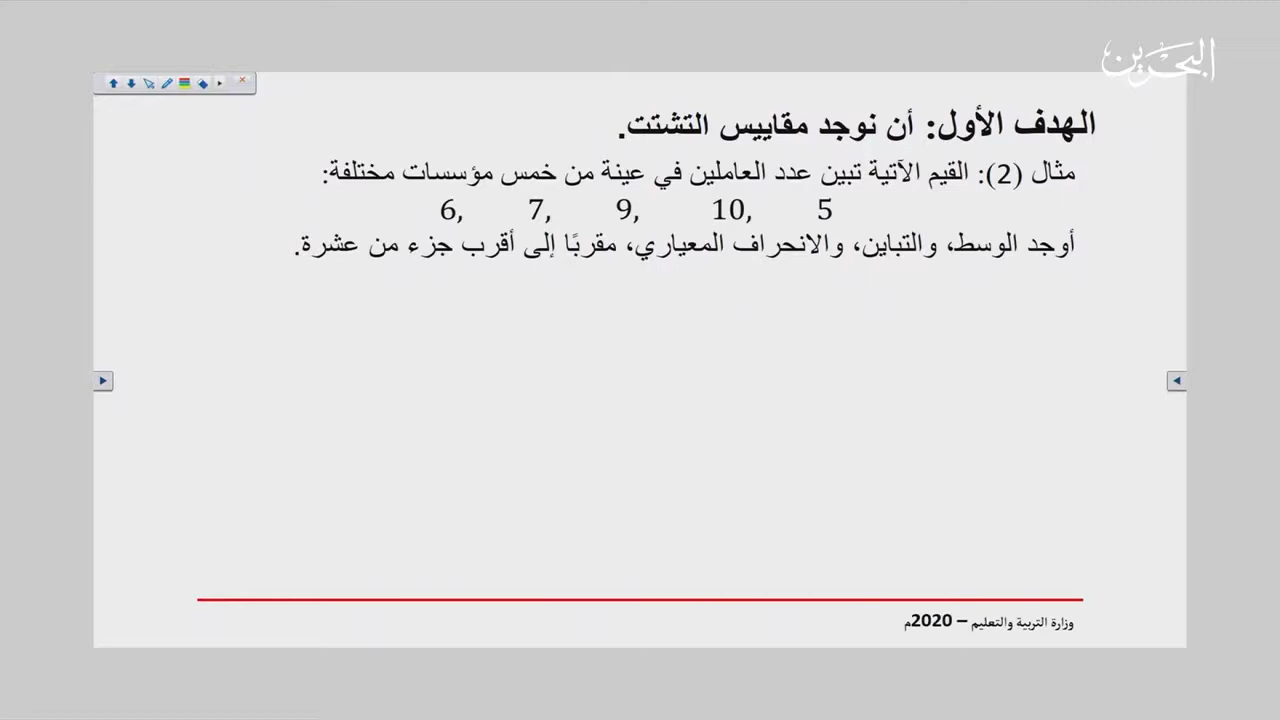 البحرين
الهدف الأول: أن نوجد مقاييس التشتت.
مثال (2): القيم الآتية تبين عدد العاملين في عينة من خمس مؤسسات مختلفة:
6, 7, 9, 10, 5
أوجد الوسط، والتباين، والانحراف المعياري، مقربًا إلى أقرب جزء من عشرة.
وزارة التربية والتعليم – 2020م